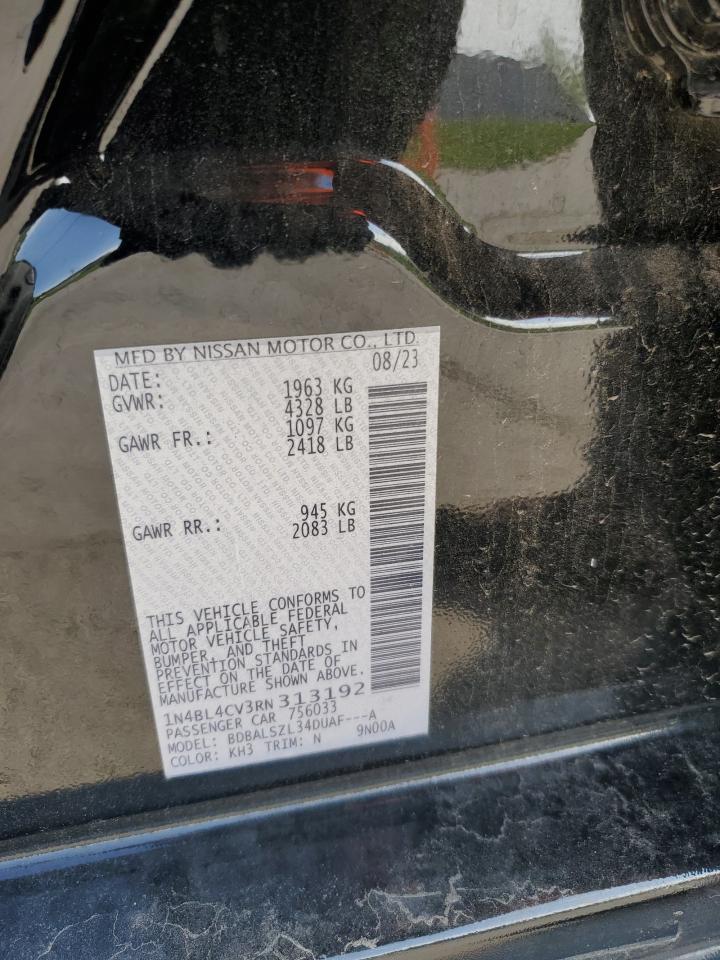 MFD BY NISSAN MOTOR CO., LTD.
DATE: 08/23
GVWR: 1963 KG
4328 LB
GAWR FR.: 1097 KG
2418 LB
GAWR RR.: 945 KG
2083 LB
THIS VEHICLE CONFORMS TO
ALL APPLICABLE FEDERAL
MOTOR VEHICLE SAFETY,
BUMPER, AND THEFT
PREVENTION STANDARDS IN
EFFECT ON THE DATE OF
MANUFACTURE SHOWN ABOVE.
1N4BL4CV3RN 313192
PASSENGER CAR 756033
MODEL: BDBALSZL34DUAF---A
COLOR: KH3 TRIM: N 9N00A